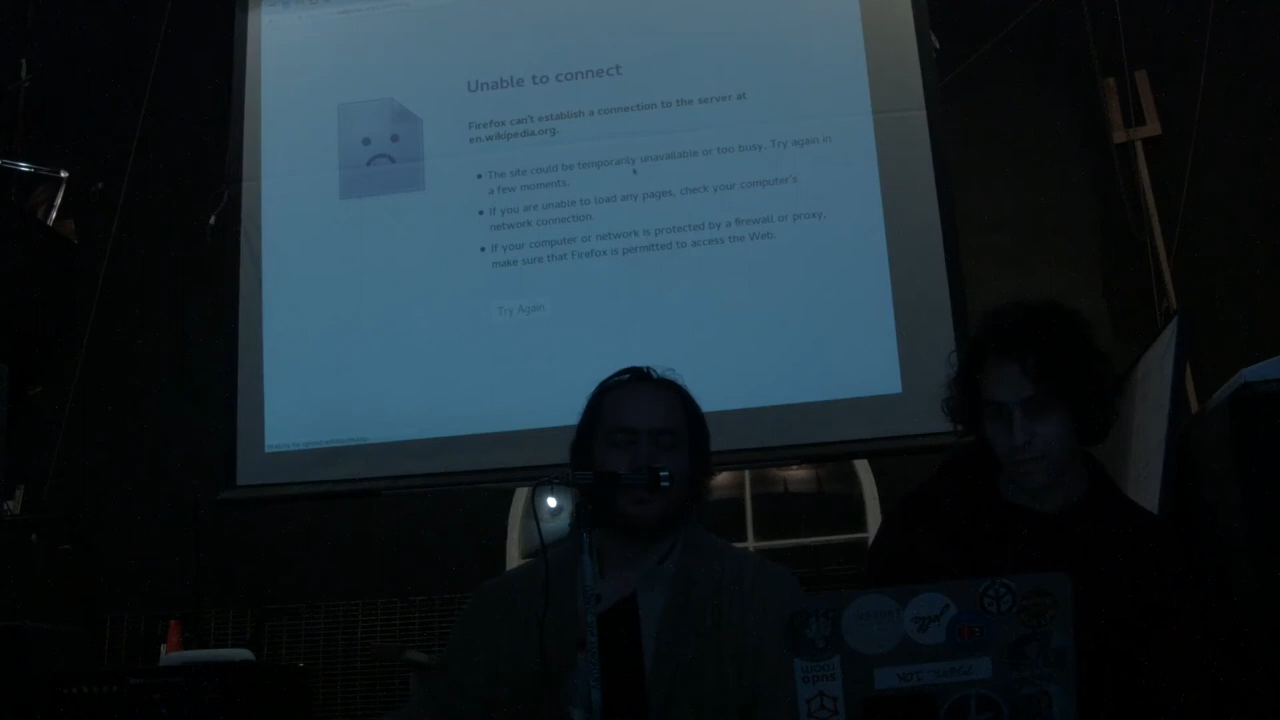 Unable to connect
Firefox can't establish a connection to the server at
en.wikipedia.org.
• The site could be temporarily unavailable or too busy. Try again in
a few moments.
• If you are unable to load any pages, check your computer's
network connection.
• If your computer or network is protected by a firewall or proxy,
make sure that Firefox is permitted to access the Web.
Try Again
jolla
sudo
room